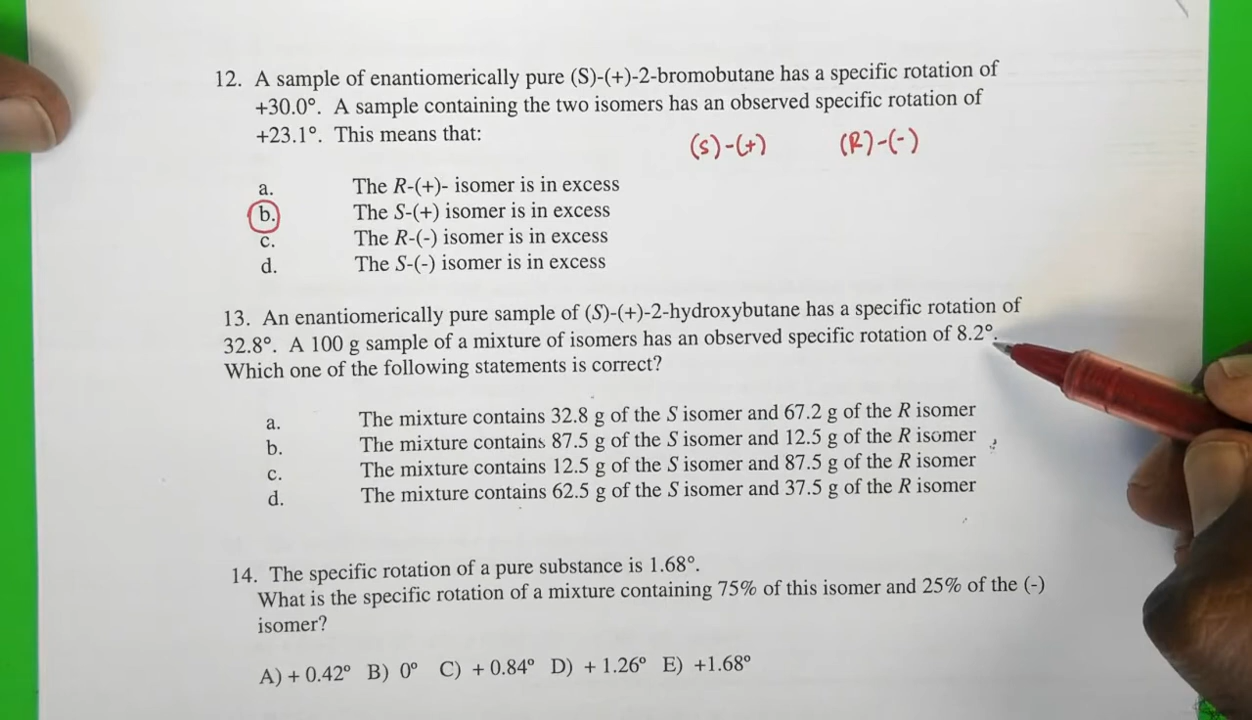 12. A sample of enantiomerically pure (S)-(+)-2-bromobutane has a specific rotation of
+30.0°. A sample containing the two isomers has an observed specific rotation of
+23.1°. This means that:
(S)-(+) (R)-(-)
a. The R-(+)- isomer is in excess
b. The S-(+) isomer is in excess
c. The R-(-) isomer is in excess
d. The S-(-) isomer is in excess
13. An enantiomerically pure sample of (S)-(+)-2-hydroxybutane has a specific rotation of
32.8°. A 100 g sample of a mixture of isomers has an observed specific rotation of 8.2°.
Which one of the following statements is correct?
a. The mixture contains 32.8 g of the S isomer and 67.2 g of the R isomer
b. The mixture contains 87.5 g of the S isomer and 12.5 g of the R isomer
c. The mixture contains 12.5 g of the S isomer and 87.5 g of the R isomer
d. The mixture contains 62.5 g of the S isomer and 37.5 g of the R isomer
14. The specific rotation of a pure substance is 1.68°.
What is the specific rotation of a mixture containing 75% of this isomer and 25% of the (-)
isomer?
A) + 0.42° B) 0° C) + 0.84° D) + 1.26° E) +1.68°